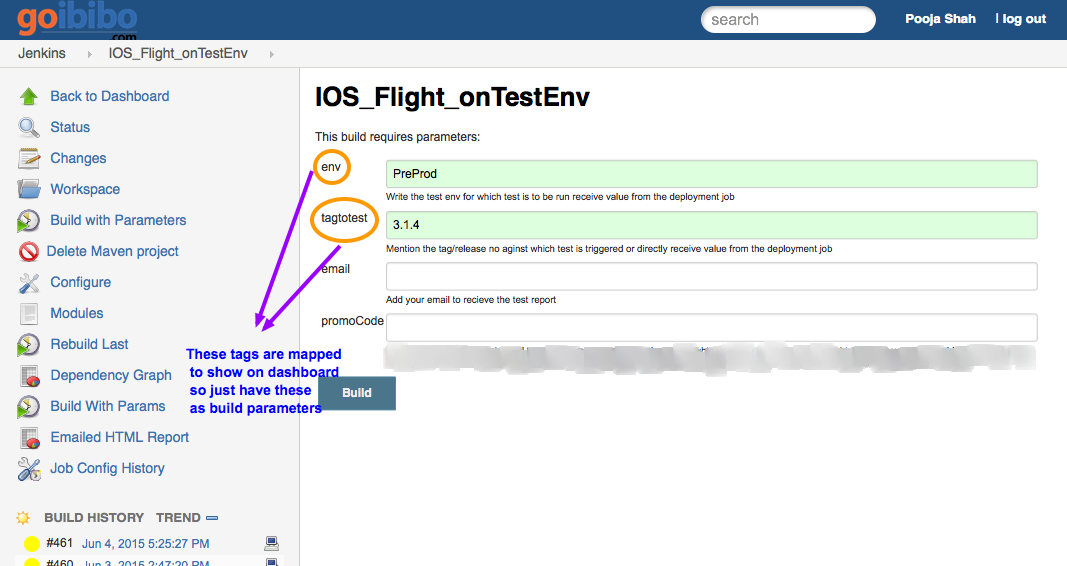 goibibo
.com
search
Pooja Shah
| log out
Jenkins
IOS_Flight_onTestEnv
Back to Dashboard
Status
Changes
Workspace
Build with Parameters
Delete Maven project
Configure
Modules
Rebuild Last
Dependency Graph
Build With Params
Emailed HTML Report
Job Config History
BUILD HISTORY TREND
#461 Jun 4, 2015 5:25:27 PM
#460 Jun 3, 2015 2:47:20 PM
IOS_Flight_onTestEnv
This build requires parameters:
env
PreProd
Write the test env for which test is to be run receive value from the deployment job
tagtotest
3.1.4
Mention the tag/release no aginst which test is triggered or directly receive value from the deployment job
email
Add your email to recieve the test report
promoCode
These tags are mapped
to show on dashboard
so just have these
as build parameters
Build